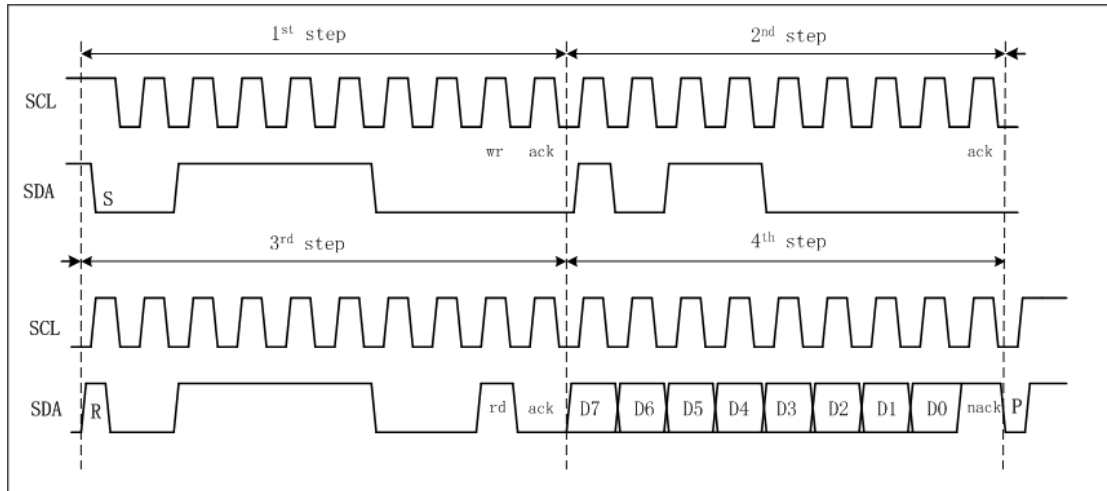 1st step 2nd step
SCL
wr ack ack
SDA S
3rd step 4th step
SCL
SDA R rd ack D7 D6 D5 D4 D3 D2 D1 D0 nack P